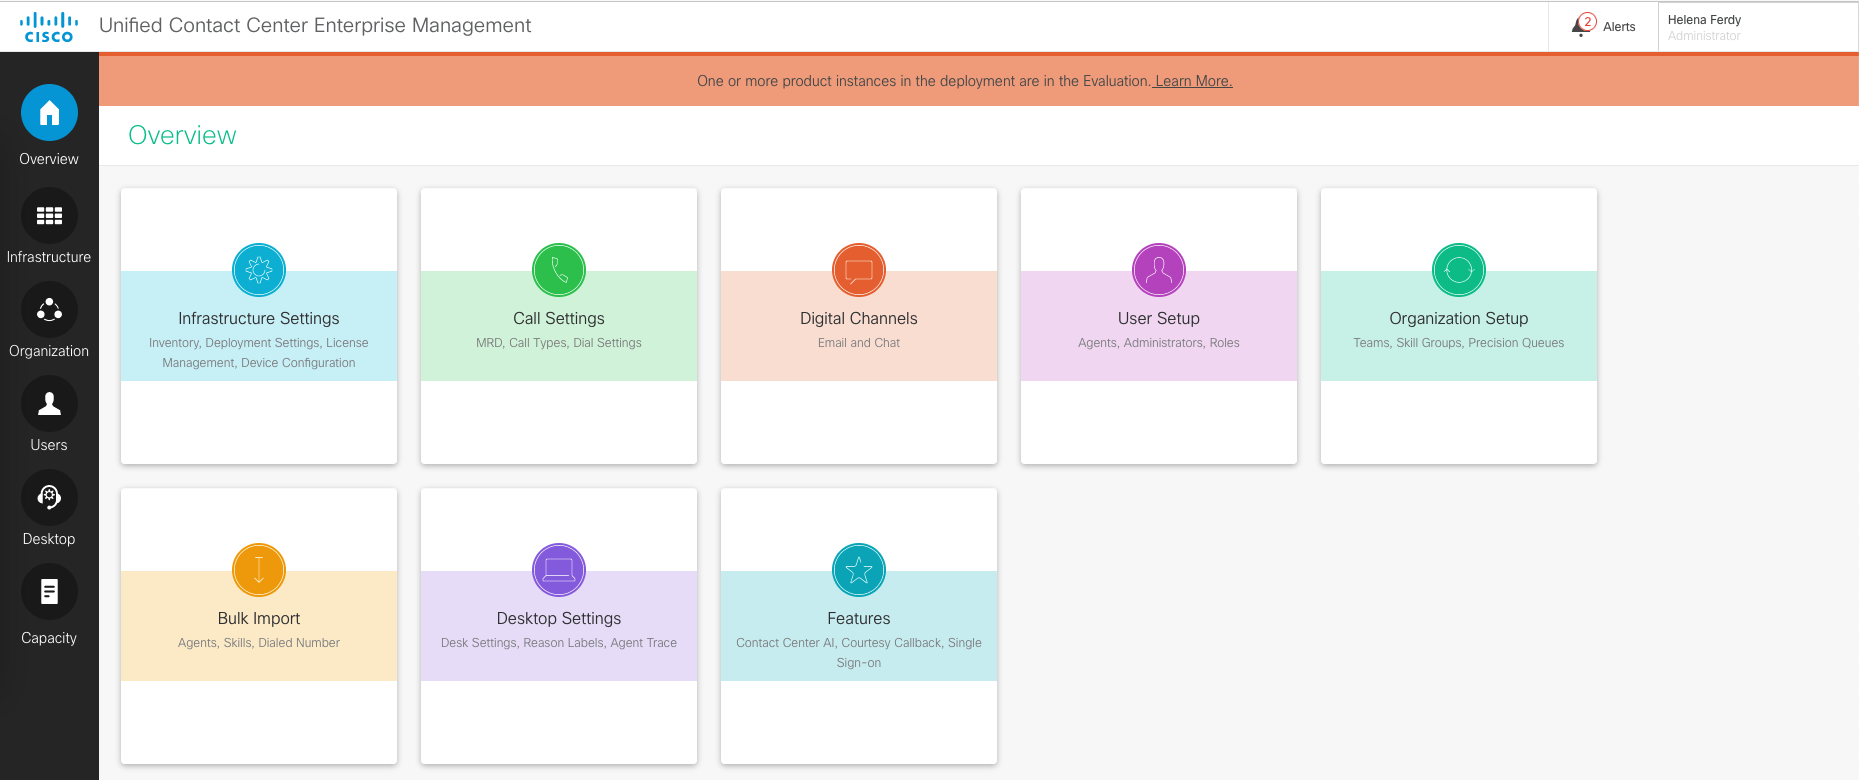 CISCO
Unified Contact Center Enterprise Management
2
Alerts
Helena Ferdy
Administrator
One or more product instances in the deployment are in the Evaluation. Learn More.
Overview
Overview
Infrastructure
Organization
Users
Desktop
Capacity
Infrastructure Settings
Inventory, Deployment Settings, License
Management, Device Configuration
Call Settings
MRD, Call Types, Dial Settings
Digital Channels
Email and Chat
User Setup
Agents, Administrators, Roles
Organization Setup
Teams, Skill Groups, Precision Queues
Bulk Import
Agents, Skills, Dialed Number
Desktop Settings
Desk Settings, Reason Labels, Agent Trace
Features
Contact Center AI, Courtesy Callback, Single
Sign-on